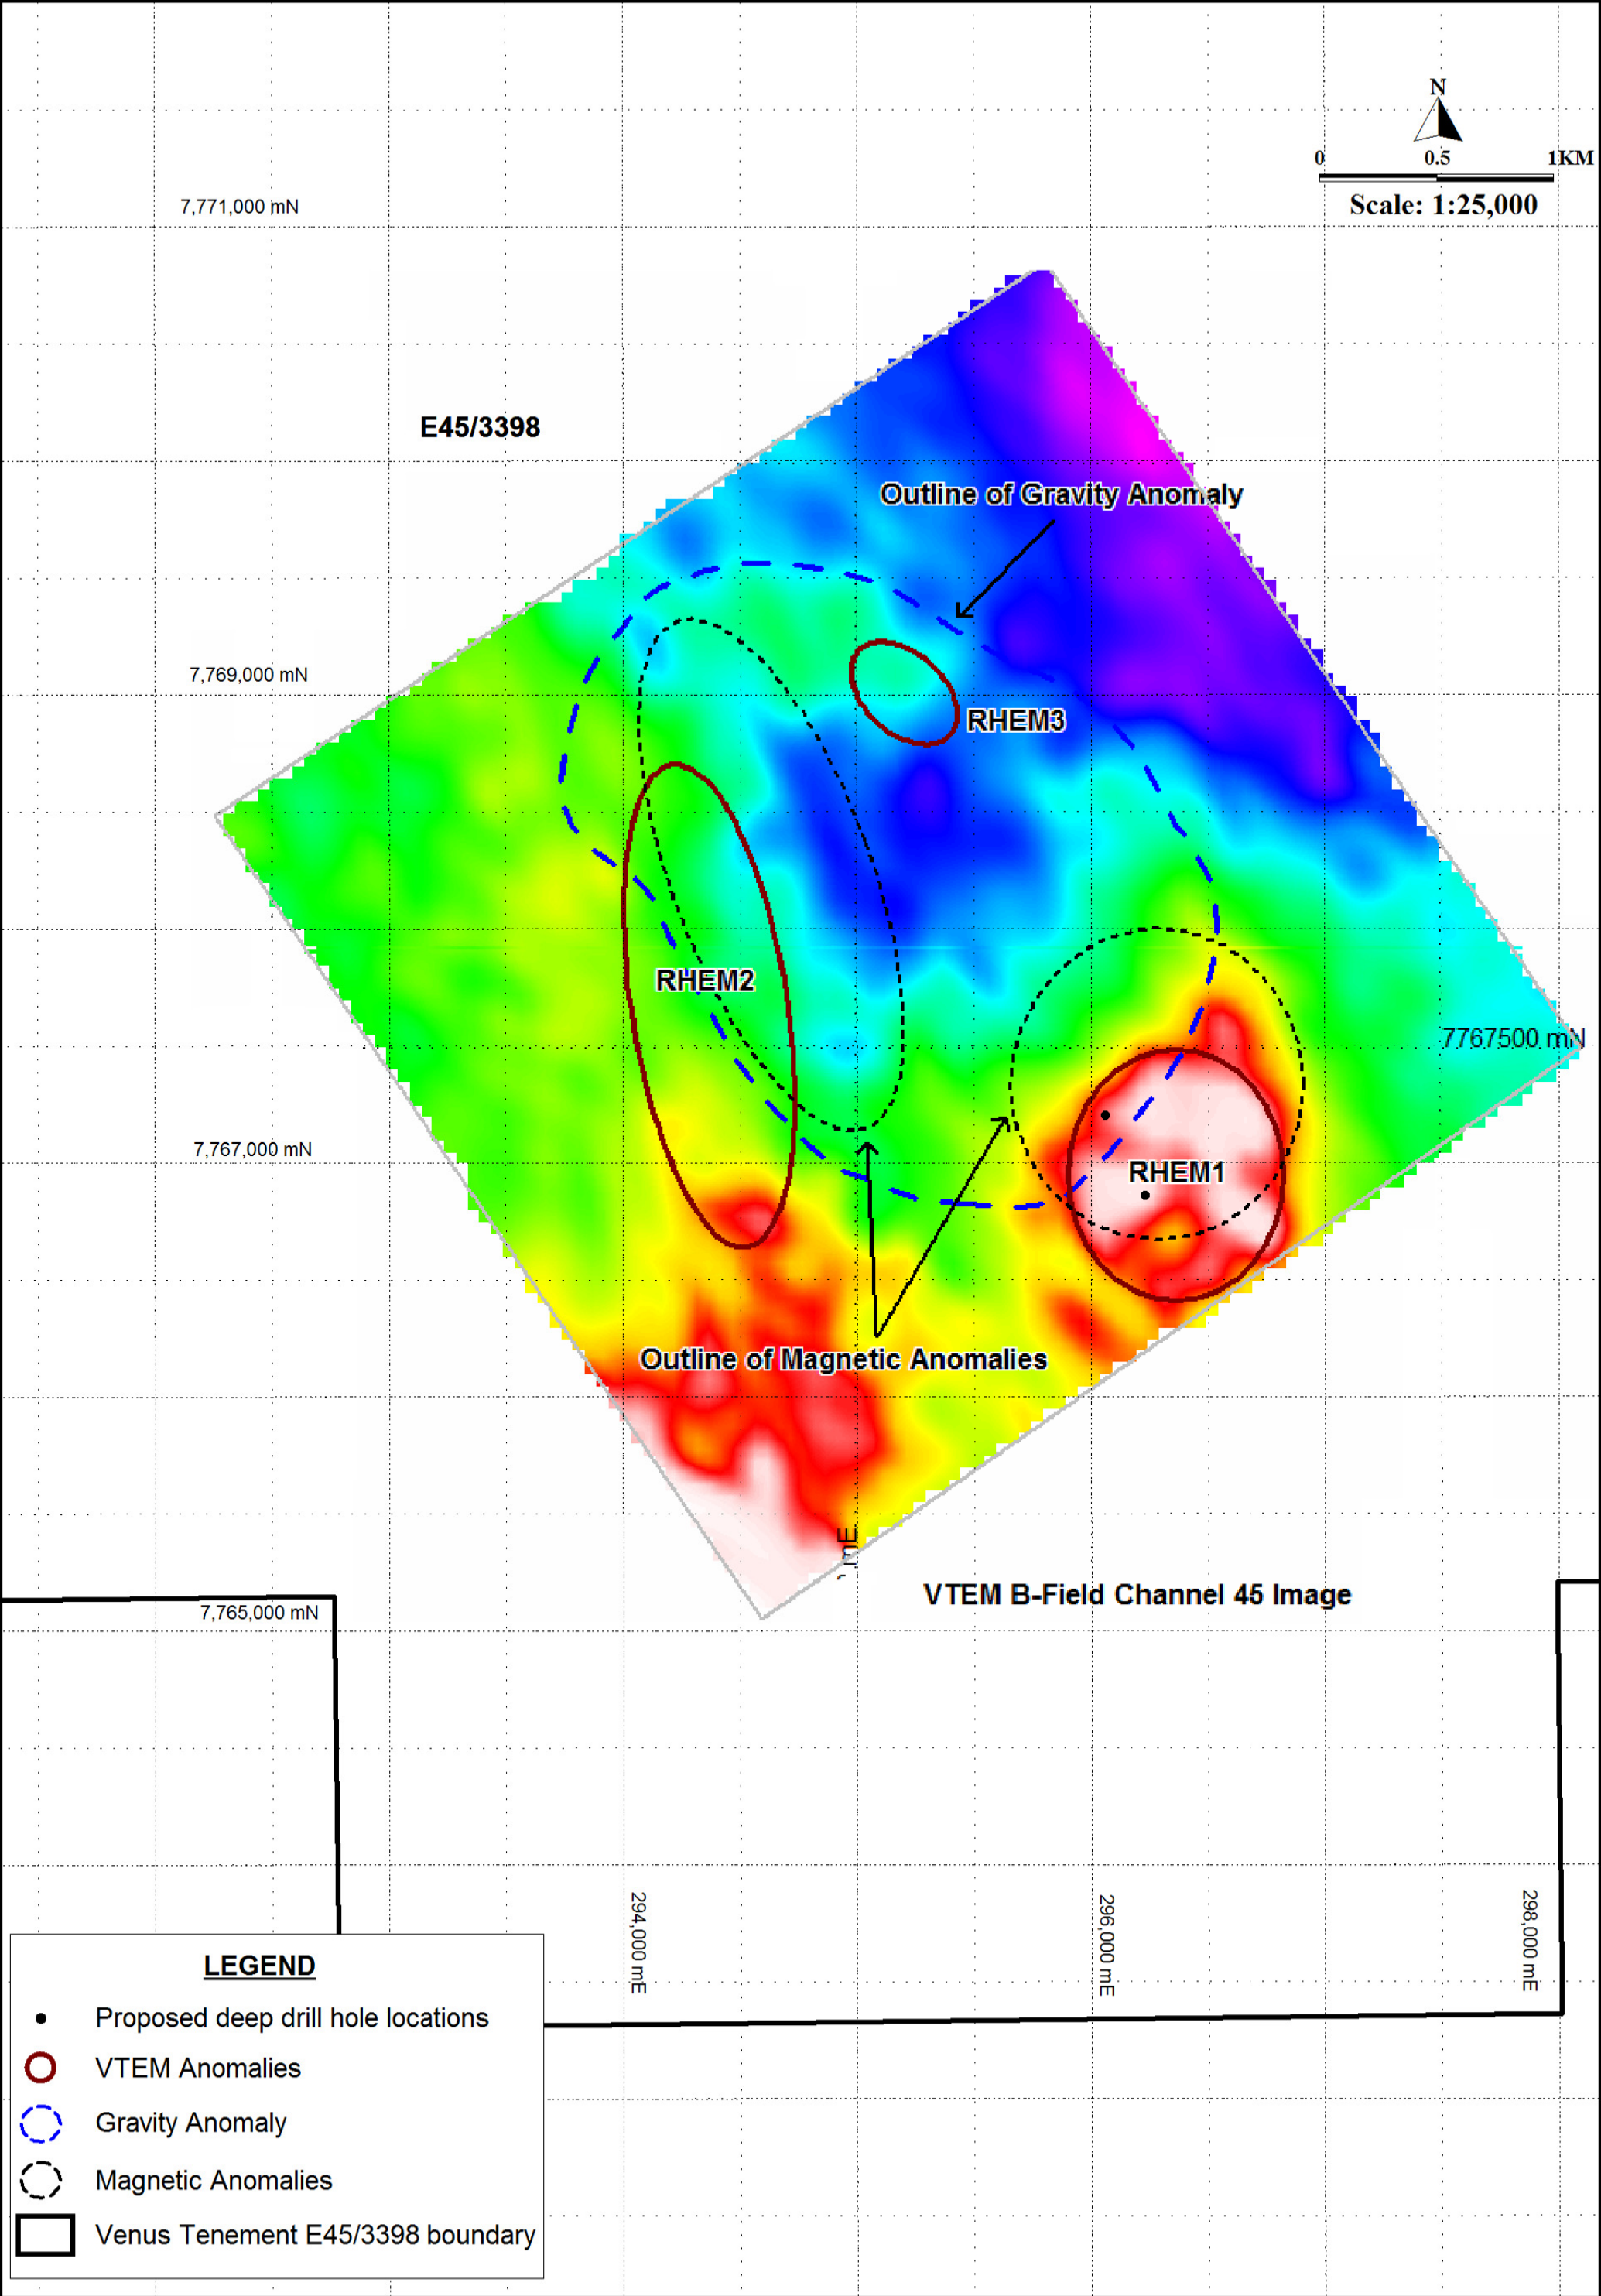 N
0 0.5 1KM
Scale: 1:25,000
7,771,000 mN
E45/3398
Outline of Gravity Anomaly
7,769,000 mN
RHEM3
RHEM2
7767500 mN
7,767,000 mN
RHEM1
Outline of Magnetic Anomalies
mE
VTEM B-Field Channel 45 Image
7,765,000 mN
294,000 mE
296,000 mE
298,000 mE
LEGEND
Proposed deep drill hole locations
VTEM Anomalies
Gravity Anomaly
Magnetic Anomalies
Venus Tenement E45/3398 boundary